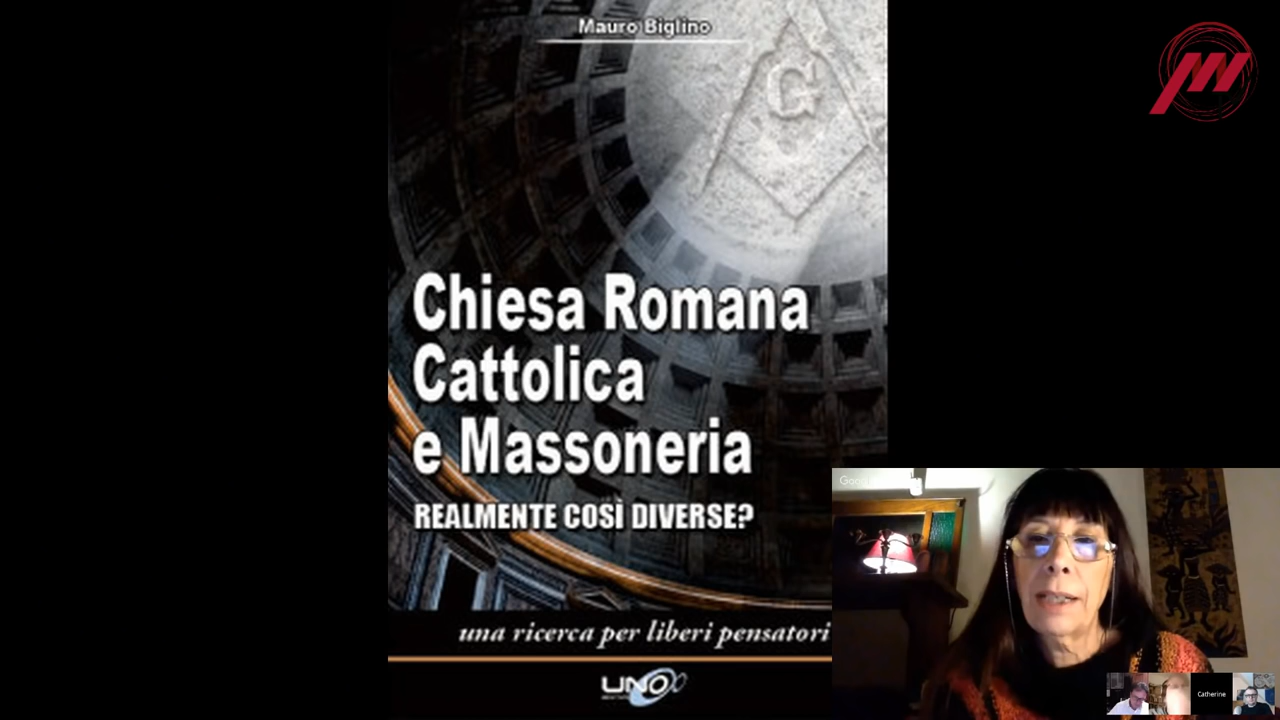 Mauro Biglino
G
Chiesa Romana
Cattolica
e Massoneria
REALMENTE COSÌ DIVERSE?
una ricerca per liberi pensatori
UNO
Catherine